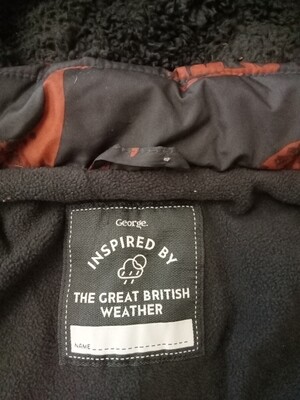 George.
INSPIRED BY
THE GREAT BRITISH
WEATHER
NAME